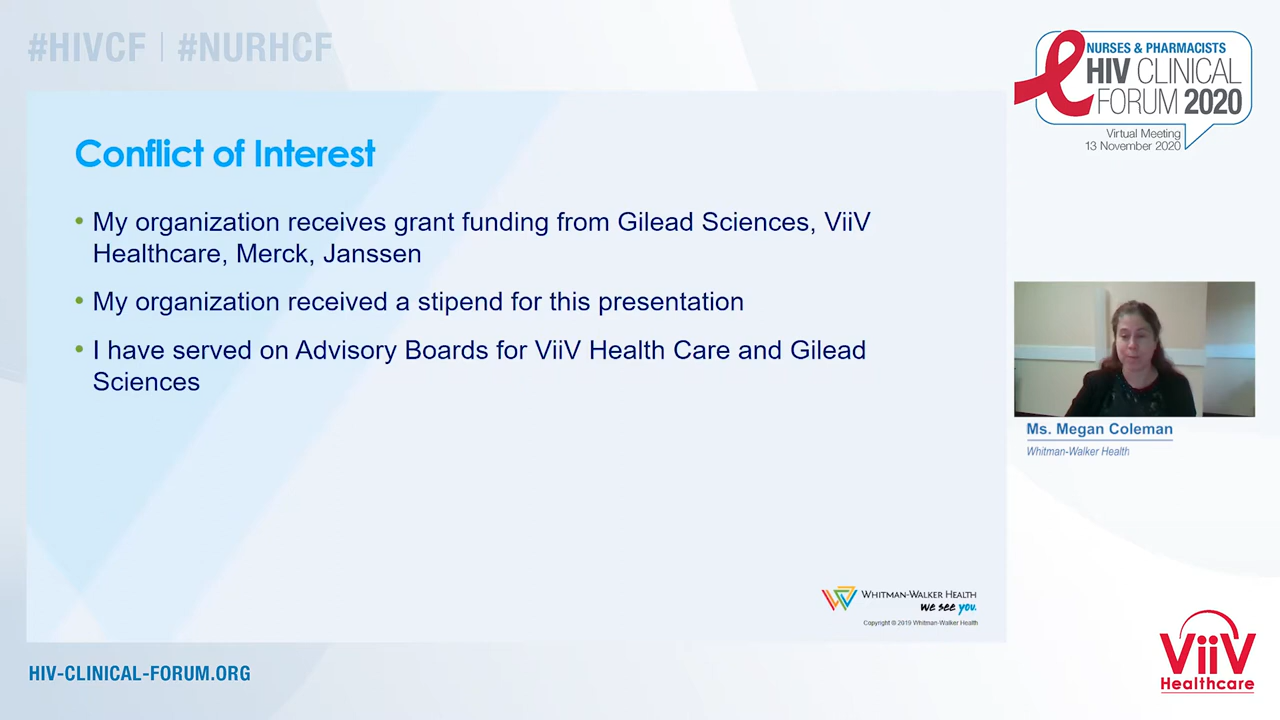 #HIVCF | #NURHCF
NURSES & PHARMACISTS
HIV CLINICAL
FORUM 2020
Virtual Meeting
13 November 2020
Conflict of Interest
• My organization receives grant funding from Gilead Sciences, ViiV
Healthcare, Merck, Janssen
• My organization received a stipend for this presentation
• I have served on Advisory Boards for ViiV Health Care and Gilead
Sciences
Ms. Megan Coleman
Whitman-Walker Health
WHITMAN-WALKER HEALTH
we see you.
Copyright © 2019 Whitman-Walker Health
HIV-CLINICAL-FORUM.ORG
ViiV
Healthcare